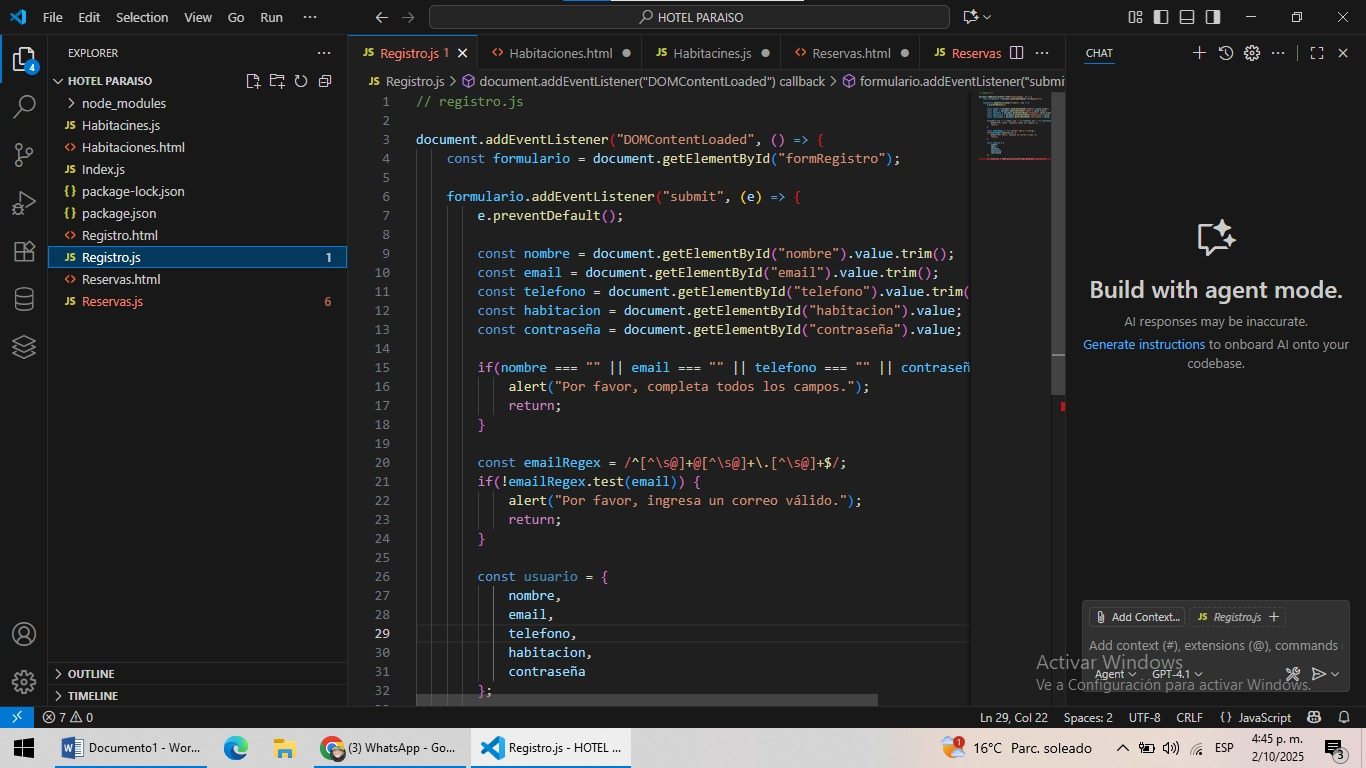 File Edit Selection View Go Run ··· HOTEL PARAISO
EXPLORER
HOTEL PARAISO
node_modules
JS Habitacines.js
<> Habitaciones.html
JS Index.js
{} package-lock.json
{} package.json
<> Registro.html
JS Registro.js 1
<> Reservas.html
JS Reservas.js 6
OUTLINE
TIMELINE
4
JS Registro.js 1 <> Habitaciones.html JS Habitacines.js <> Reservas.html JS Reservas
JS Registro.js > document.addEventListener("DOMContentLoaded") callback > formulario.addEventListener("submi
1 // registro.js
2
3 document.addEventListener("DOMContentLoaded", () => {
4 const formulario = document.getElementById("formRegistro");
5
6 formulario.addEventListener("submit", (e) => {
7 e.preventDefault();
8
9 const nombre = document.getElementById("nombre").value.trim();
10 const email = document.getElementById("email").value.trim();
11 const telefono = document.getElementById("telefono").value.trim(
12 const habitacion = document.getElementById("habitacion").value;
13 const contraseña = document.getElementById("contraseña").value;
14
15 if(nombre === "" || email === "" || telefono === "" || contraseñ
16 alert("Por favor, completa todos los campos.");
17 return;
18 }
19
20 const emailRegex = /^[^\s@]+@[^\s@]+\.[^\s@]+$/;
21 if(!emailRegex.test(email)) {
22 alert("Por favor, ingresa un correo válido.");
23 return;
24 }
25
26 const usuario = {
27 nombre,
28 email,
29 telefono,
30 habitacion,
31 contraseña
32 };
CHAT
Build with agent mode.
AI responses may be inaccurate.
Generate instructions to onboard AI onto your
codebase.
Add Context... JS Registro.js +
Add context (#), extensions (@), commands
Agent GPT-4.1
Activar Windows
Ve a Configuración para activar Windows.
7 0 Ln 29, Col 22 Spaces: 2 UTF-8 CRLF {} JavaScript
Documento1 - Wor... (3) WhatsApp - Go... Registro.js - HOTEL ... 1 16°C Parc. soleado ESP 4:45 p. m.
2/10/2025 3